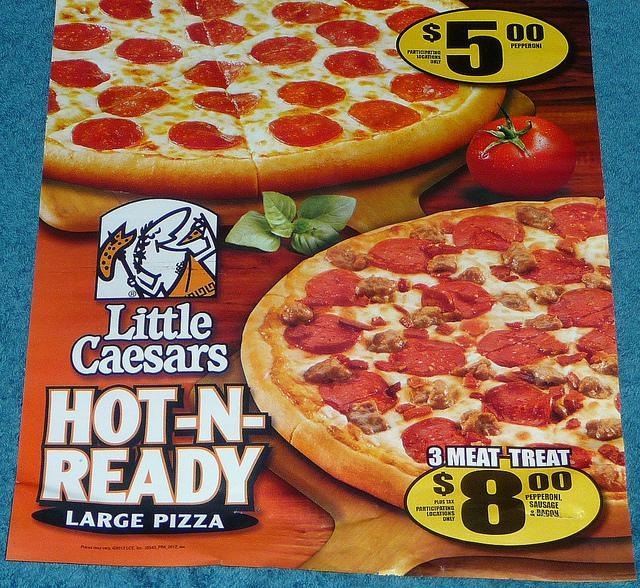 $5.00
PARTICIPATING
LOCATIONS
ONLY
PEPPERONI
Little
Caesars
®
HOT-N-
READY
LARGE PIZZA
3 MEAT TREAT
$8.00
PLUS TAX
PARTICIPATING
LOCATIONS
ONLY
PEPPERONI,
SAUSAGE
& BACON